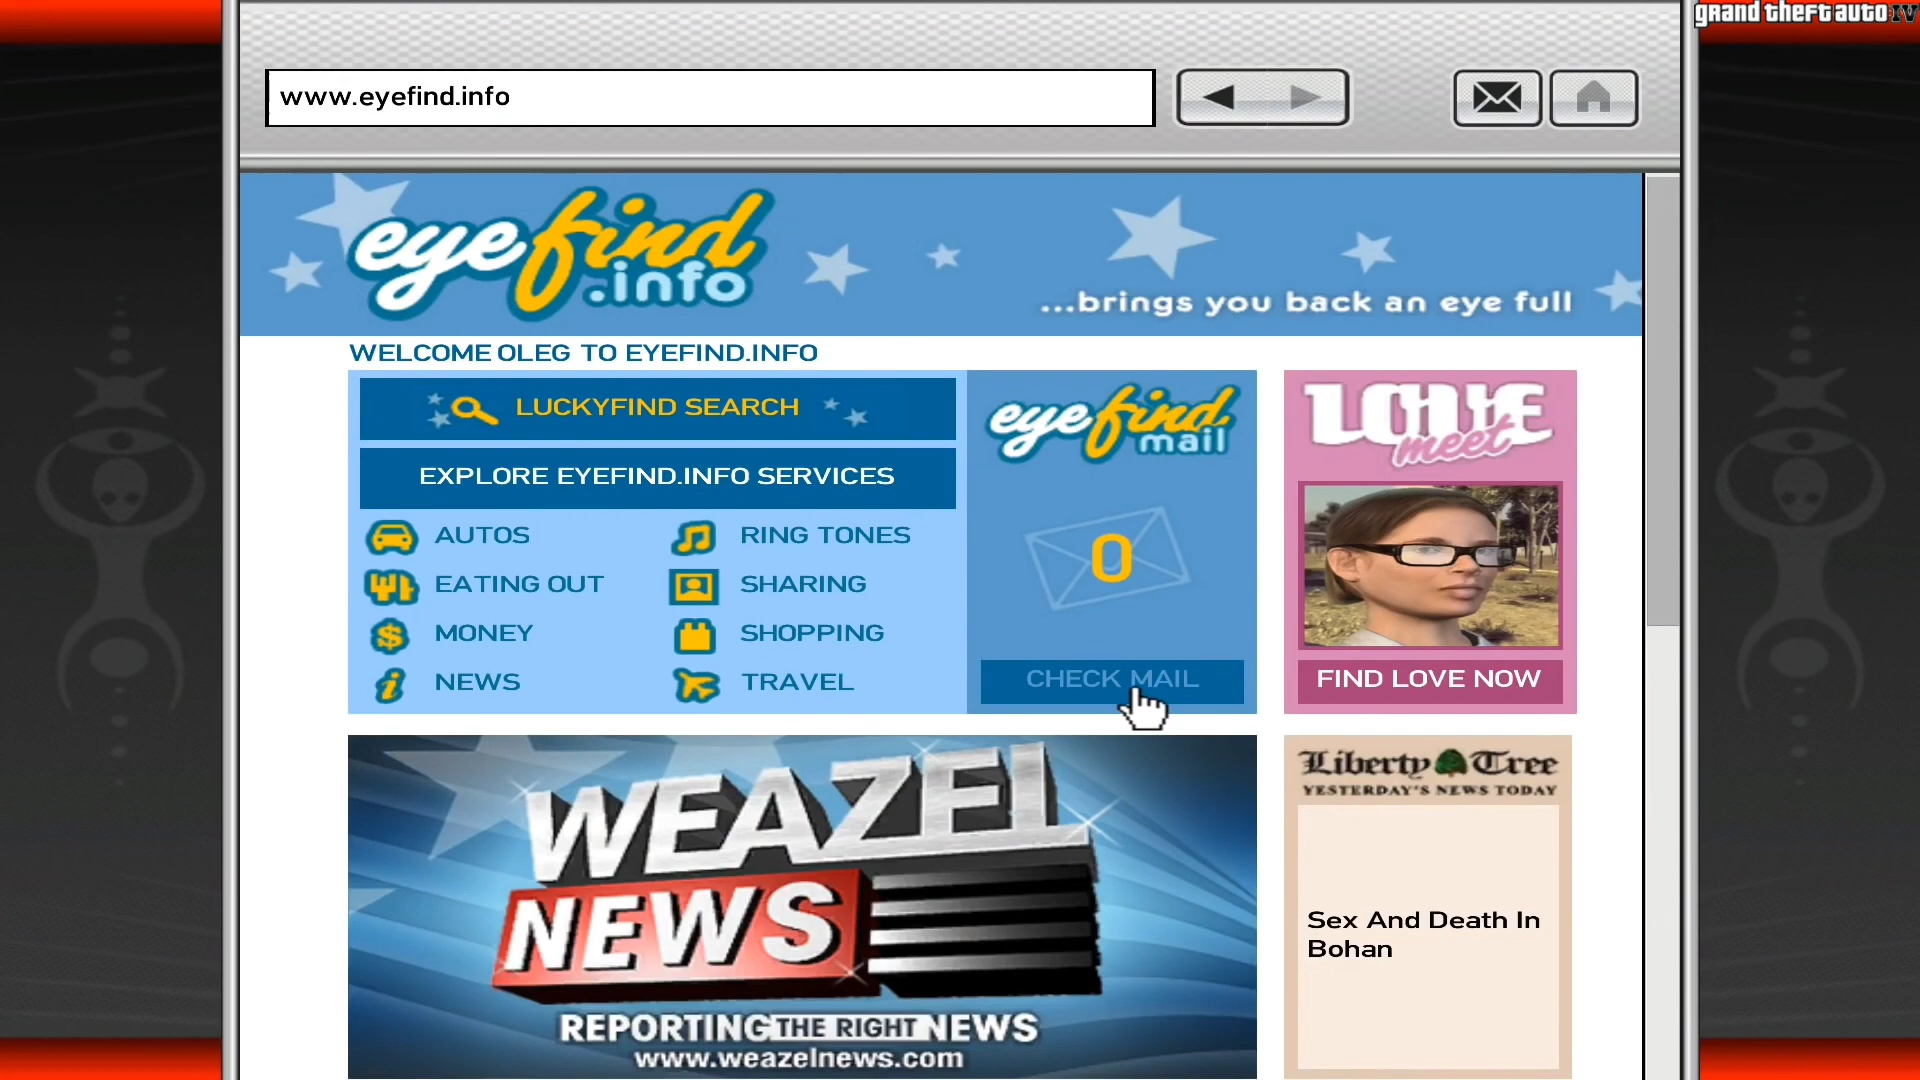 grand theft auto IV
www.eyefind.info
eyefind
.info
...brings you back an eye full
WELCOME OLEG TO EYEFIND.INFO
LUCKYFIND SEARCH
EXPLORE EYEFIND.INFO SERVICES
AUTOS
RING TONES
EATING OUT
SHARING
MONEY
SHOPPING
NEWS
TRAVEL
eyefind
mail
0
CHECK MAIL
LOVE
meet
FIND LOVE NOW
WEAZEL
NEWS
REPORTING THE RIGHT NEWS
www.weazelnews.com
Liberty Tree
YESTERDAY'S NEWS TODAY
Sex And Death In
Bohan